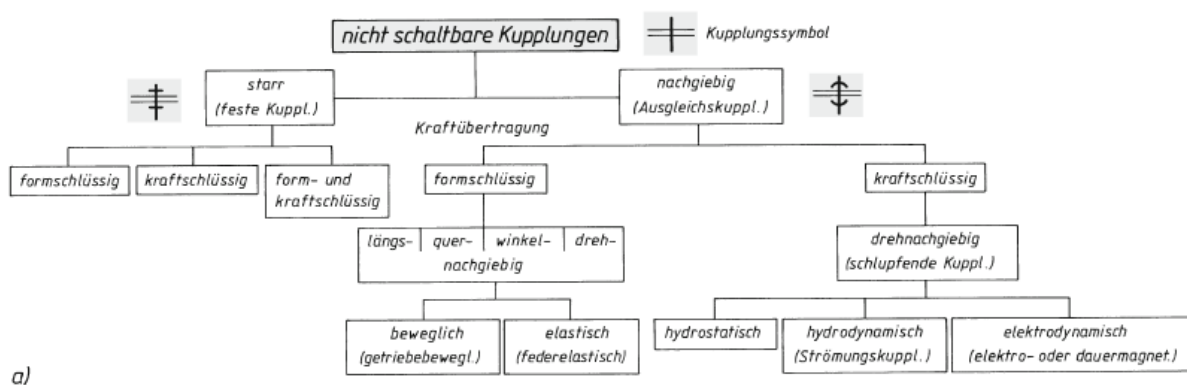 nicht schaltbare Kupplungen
Kupplungssymbol
starr
(feste Kuppl.)
nachgiebig
(Ausgleichskuppl.)
Kraftübertragung
formschlüssig
kraftschlüssig
form- und
kraftschlüssig
formschlüssig
kraftschlüssig
längs- quer- winkel- dreh-
nachgiebig
drehnachgiebig
(schlupfende Kuppl.)
beweglich
(getriebebewegl.)
elastisch
(federelastisch)
hydrostatisch
hydrodynamisch
(Strömungskuppl.)
elektrodynamisch
(elektro- oder dauermagnet.)
a)